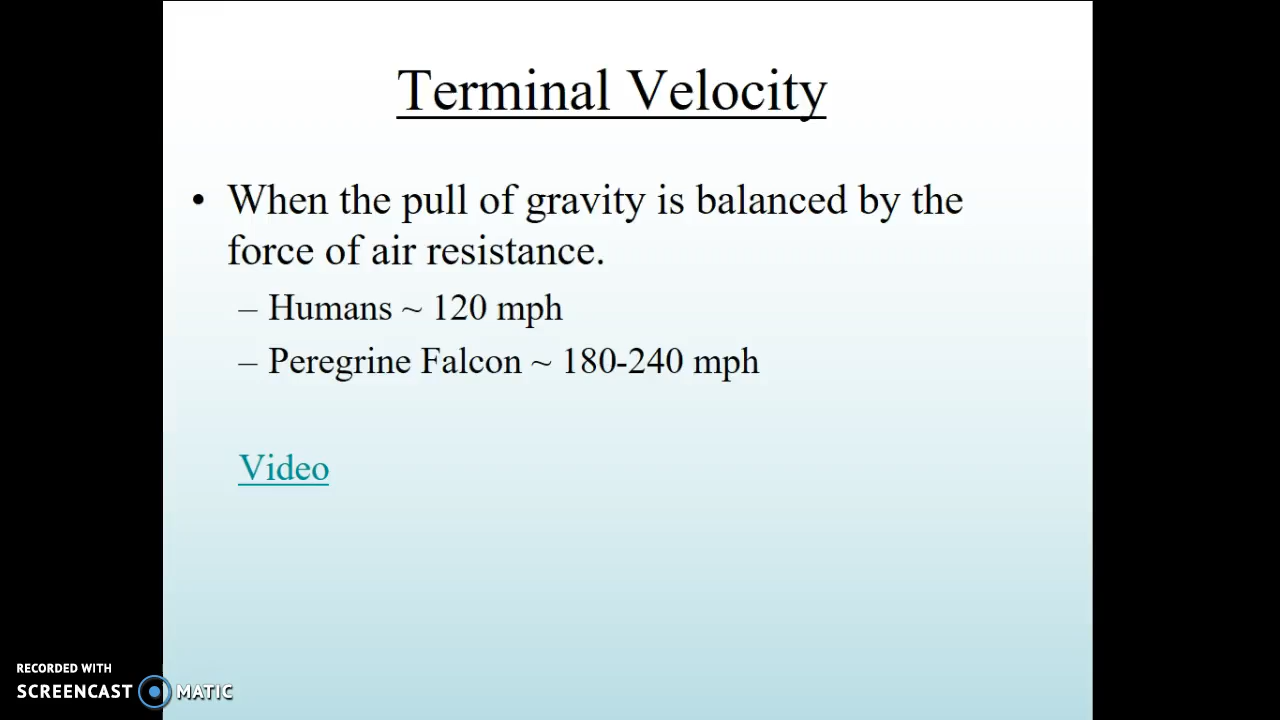 Terminal Velocity
• When the pull of gravity is balanced by the
force of air resistance.
– Humans ~ 120 mph
– Peregrine Falcon ~ 180-240 mph
Video
RECORDED WITH
SCREENCAST MATIC